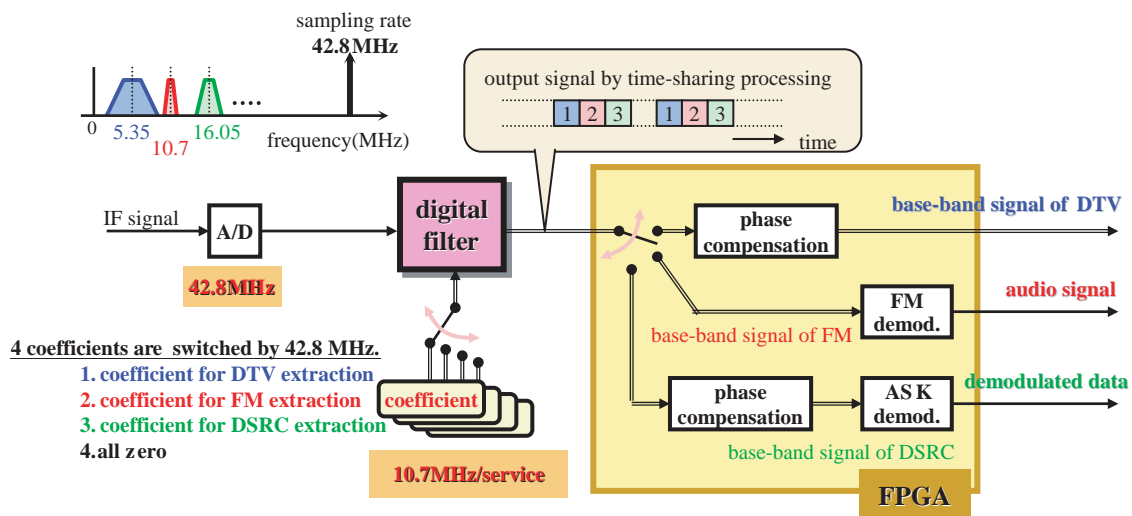 sampling rate
42.8MHz
0
5.35
10.7
16.05
....
frequency(MHz)
output signal by time-sharing processing
1 2 3 1 2 3
time
IF signal
A/D
42.8MHz
digital
filter
phase
compensation
base-band signal of DTV
FM
demod.
audio signal
base-band signal of FM
phase
compensation
ASK
demod.
demodulated data
base-band signal of DSRC
FPGA
4 coefficients are switched by 42.8 MHz.
1. coefficient for DTV extraction
2. coefficient for FM extraction
3. coefficient for DSRC extraction
4.all zero
coefficient
10.7MHz/service